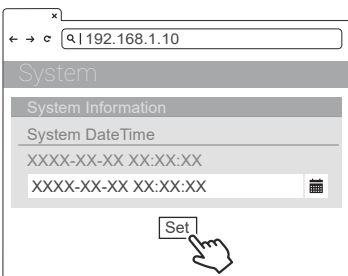 192.168.1.10
System
System Information
System DateTime
XXXX-XX-XX XX:XX:XX
XXXX-XX-XX XX:XX:XX
Set